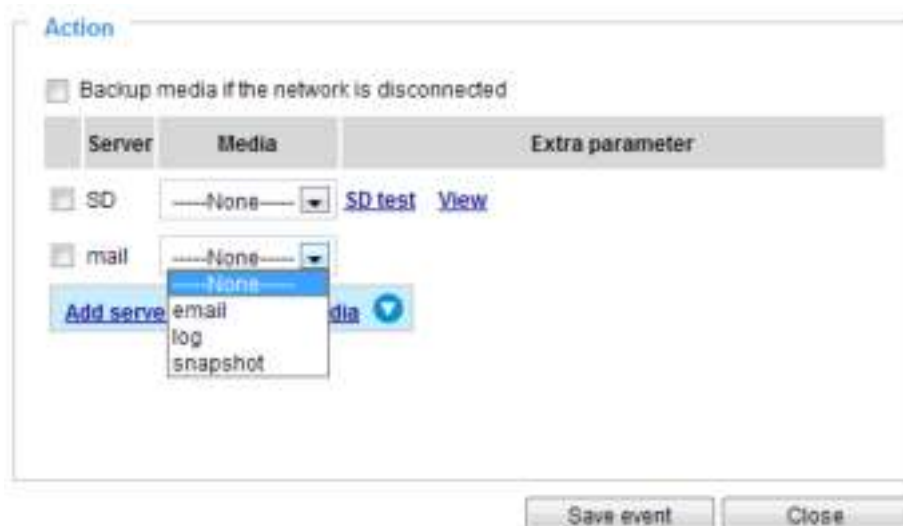 Action
Backup media if the network is disconnected
Server Media Extra parameter
SD -----None----- SD test View
mail -----None-----
-----None-----
Add serve dia
email
log
snapshot
Save event Close